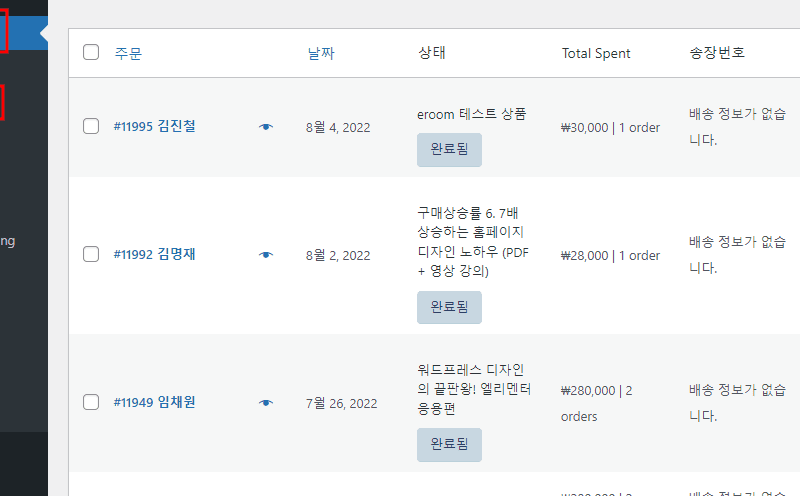 주문 날짜 상태 Total Spent 송장번호
#11995 김진철 8월 4, 2022
eroom 테스트 상품
완료됨
₩30,000 | 1 order
배송 정보가 없습
니다.
ng
#11992 김명재 8월 2, 2022
구매상승률 6. 7배
상승하는 홈페이지
디자인 노하우 (PDF
+ 영상 강의)
완료됨
₩28,000 | 1 order
배송 정보가 없습
니다.
#11949 임채원 7월 26, 2022
워드프레스 디자인
의 끝판왕! 엘리멘터
응용편
완료됨
₩280,000 | 2
orders
배송 정보가 없습
니다.